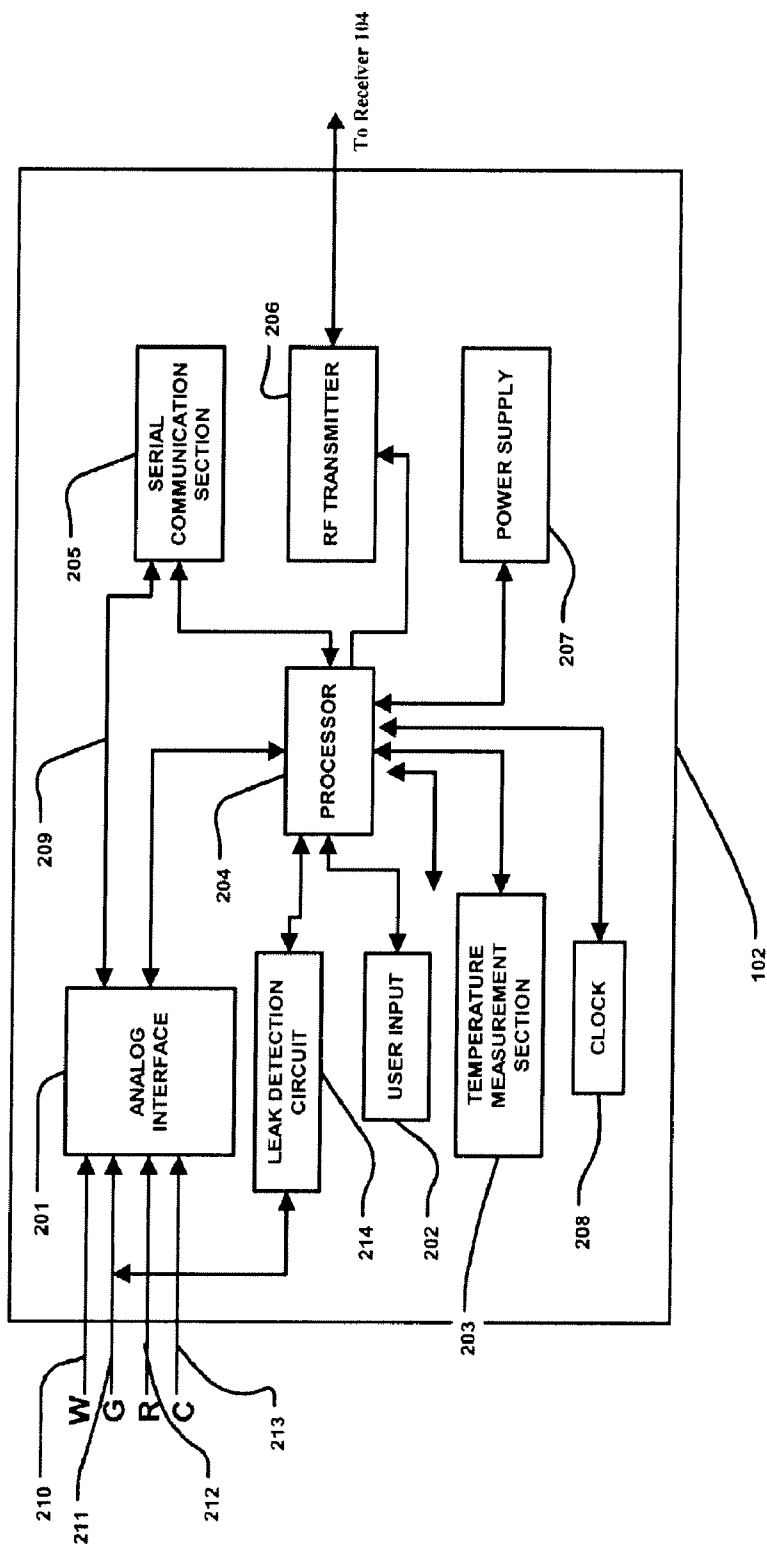 210
W
211
G
R
212
C
213
201
ANALOG
INTERFACE
209
205
SERIAL
COMMUNICATION
SECTION
206
RF TRANSMITTER
To Receiver 104
204
PROCESSOR
LEAK DETECTION
CIRCUIT
214
USER INPUT
202
TEMPERATURE
MEASUREMENT
SECTION
203
CLOCK
208
POWER SUPPLY
207
102